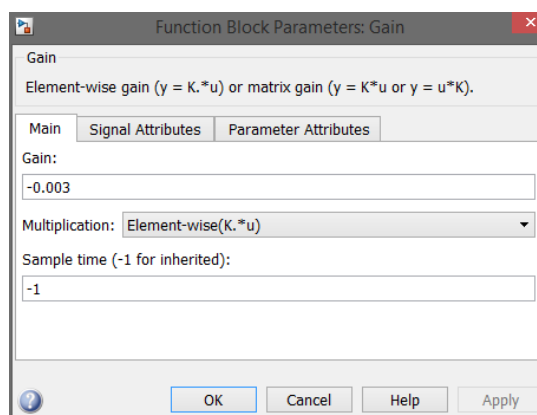 Function Block Parameters: Gain
Gain
Element-wise gain (y = K.*u) or matrix gain (y = K*u or y = u*K).
Main Signal Attributes Parameter Attributes
Gain:
-0.003
Multiplication: Element-wise(K.*u)
Sample time (-1 for inherited):
-1
OK Cancel Help Apply